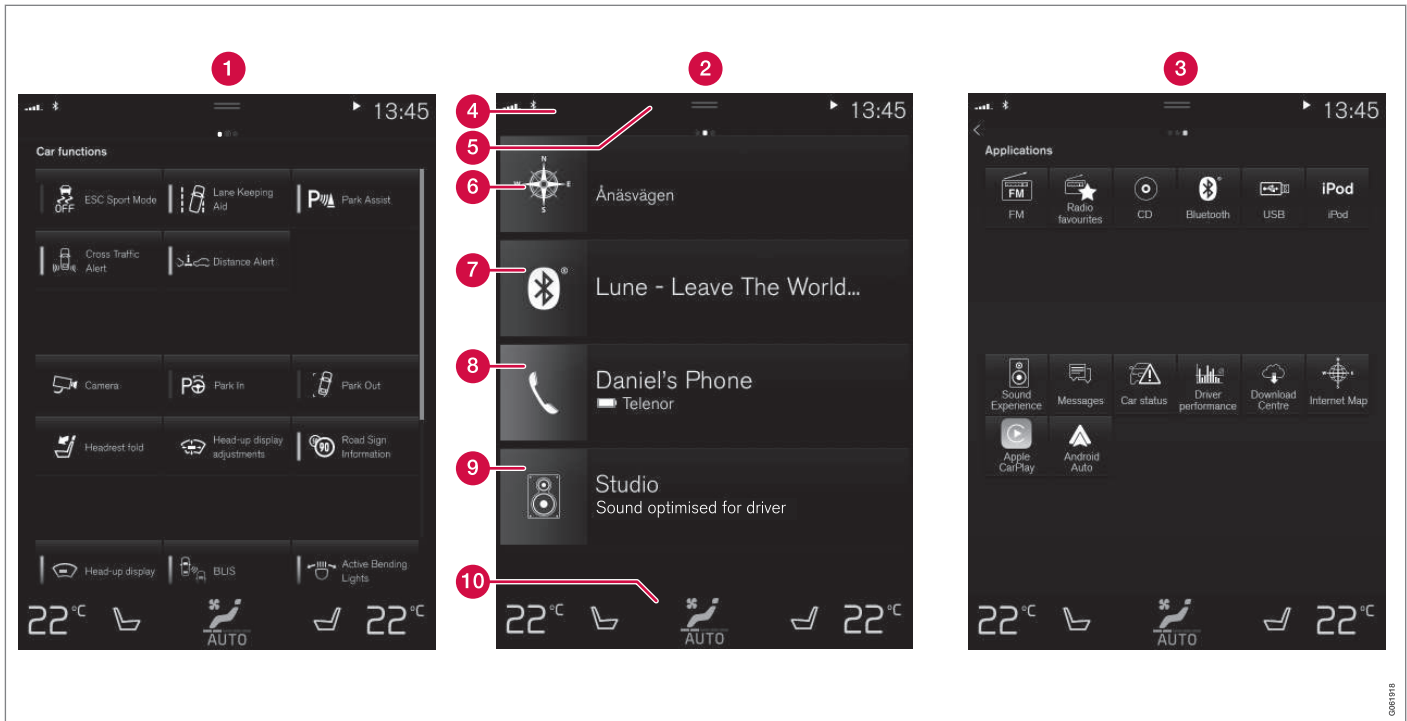 1
2
3
13:45
Car functions
OFF
ESC Sport Mode
Lane Keeping
Aid
P
Park Assist
Cross Traffic
Alert
Distance Alert
Camera
P
Park In
Park Out
Headrest fold
Head-up display
adjustments
90
Road Sign
Information
Head-up display
BLIS
Active Bending
Lights
22°C
AUTO
22°C
4
5
6
7
8
9
10
13:45
N
W
E
S
Ånäsvägen
®
Lune - Leave The World...
Daniel's Phone
Telenor
Studio
Sound optimised for driver
22°C
AUTO
22°C
13:45
Applications
FM
FM
Radio
favourites
CD
Bluetooth
USB
iPod
iPod
Sound
Experience
Messages
Car status
Driver
performance
Download
Centre
Internet Map
Apple
CarPlay
Android
Auto
22°C
AUTO
22°C
G061918